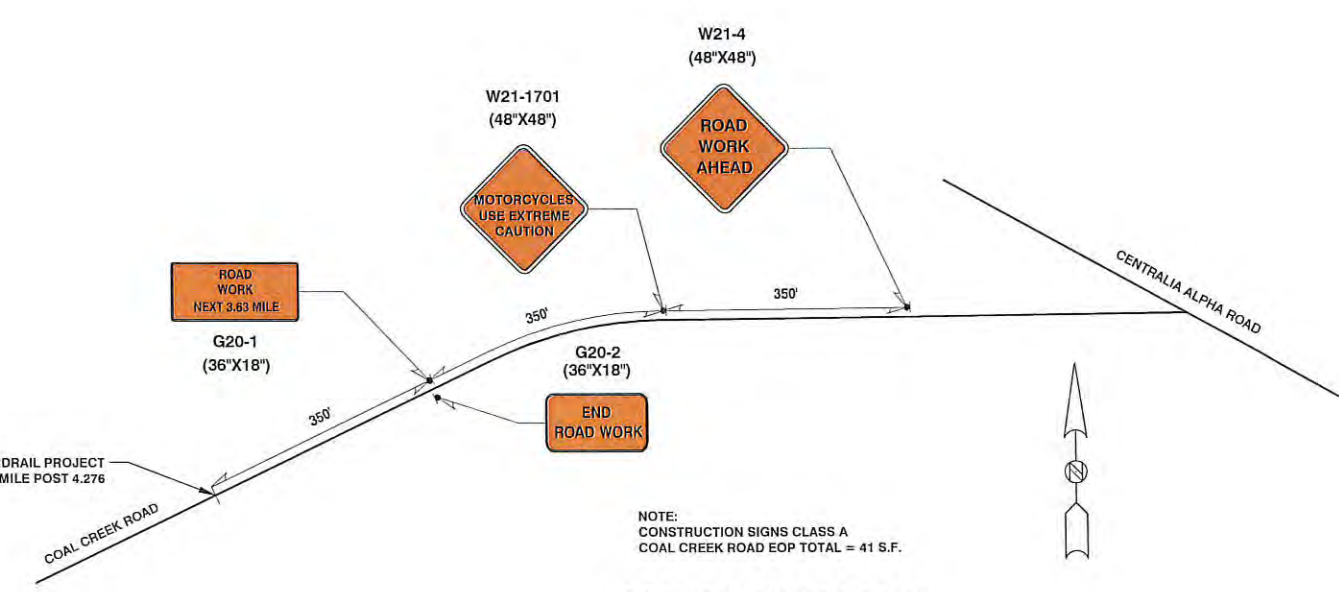 W21-4
(48"X48")
ROAD
WORK
AHEAD
W21-1701
(48"X48")
MOTORCYCLES
USE EXTREME
CAUTION
ROAD
WORK
NEXT 3.63 MILE
G20-1
(36"X18")
350'
350'
350'
CENTRALIA ALPHA ROAD
G20-2
(36"X18")
END
ROAD WORK
DRAIL PROJECT
MILE POST 4.276
COAL CREEK ROAD
N
NOTE:
CONSTRUCTION SIGNS CLASS A
COAL CREEK ROAD EOP TOTAL = 41 S.F.